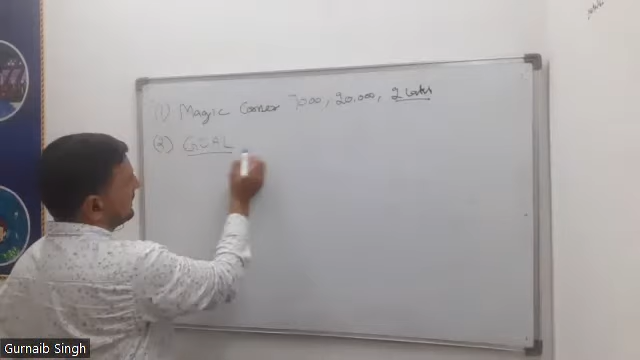 (1) Magic Corner 7,000, 20,000, 2 Lakhs
(2) GOAL
Gurnaib Singh